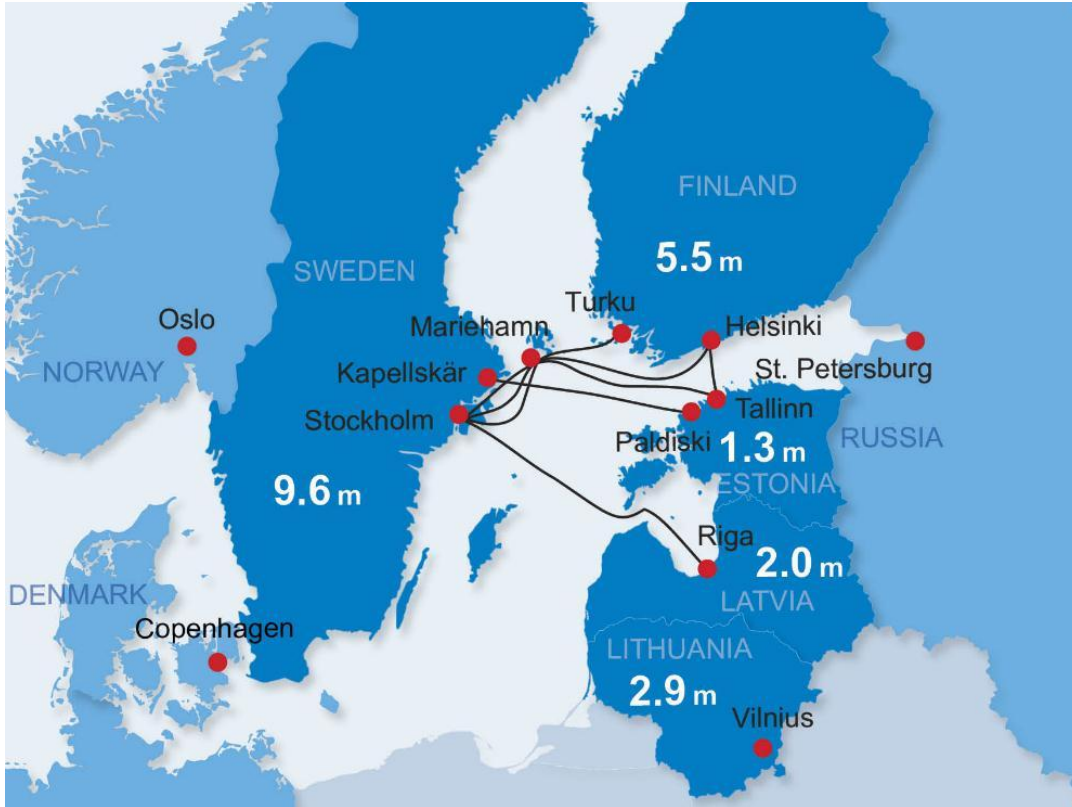 FINLAND
5.5 m
SWEDEN
Turku
Oslo
Mariehamn
Helsinki
NORWAY
Kapellskär
St. Petersburg
Stockholm
Tallinn
Paldiski
1.3 m
RUSSIA
9.6 m
ESTONIA
Riga
2.0 m
DENMARK
LATVIA
Copenhagen
LITHUANIA
2.9 m
Vilnius